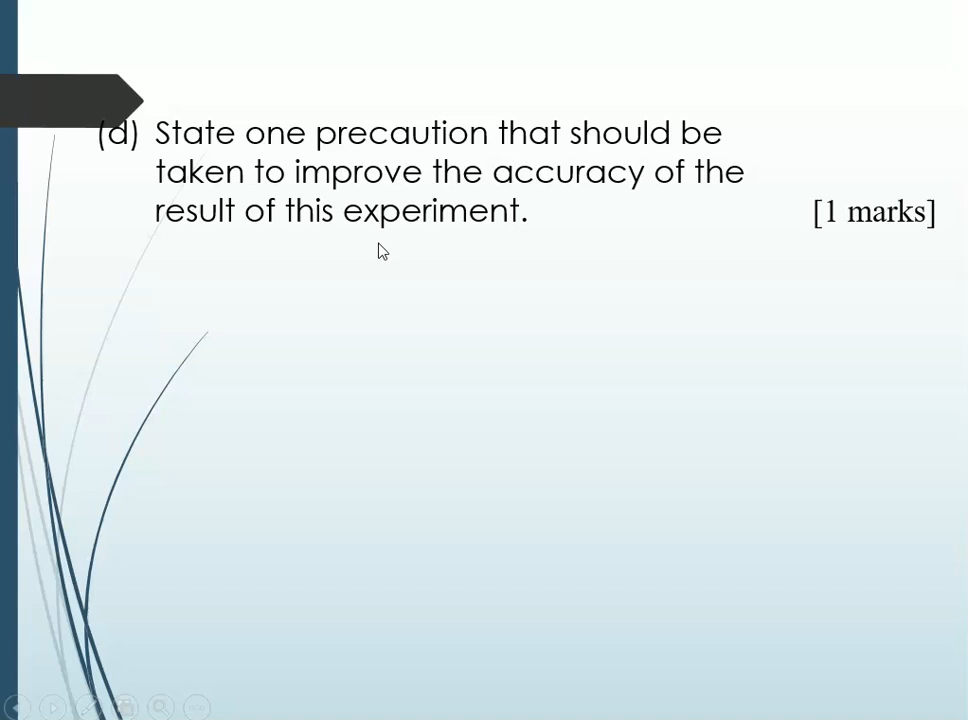 (d) State one precaution that should be
taken to improve the accuracy of the
result of this experiment. [1 marks]